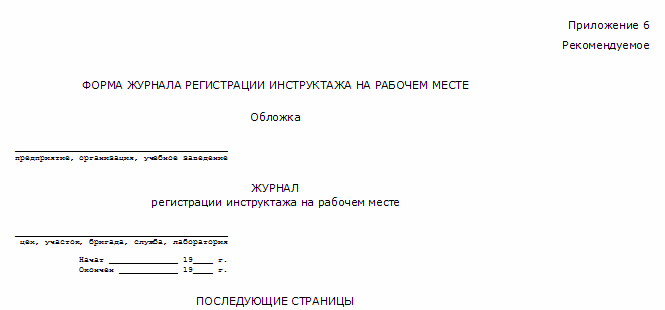 Приложение 6
Рекомендуемое
ФОРМА ЖУРНАЛА РЕГИСТРАЦИИ ИНСТРУКТАЖА НА РАБОЧЕМ МЕСТЕ
Обложка
предприятие, организация, учебное заведение
ЖУРНАЛ
регистрации инструктажа на рабочем месте
цех, участок, бригада, служба, лаборатория
Начат ______________ 19____ г.
Окончен ____________ 19____ г.
ПОСЛЕДУЮЩИЕ СТРАНИЦЫ